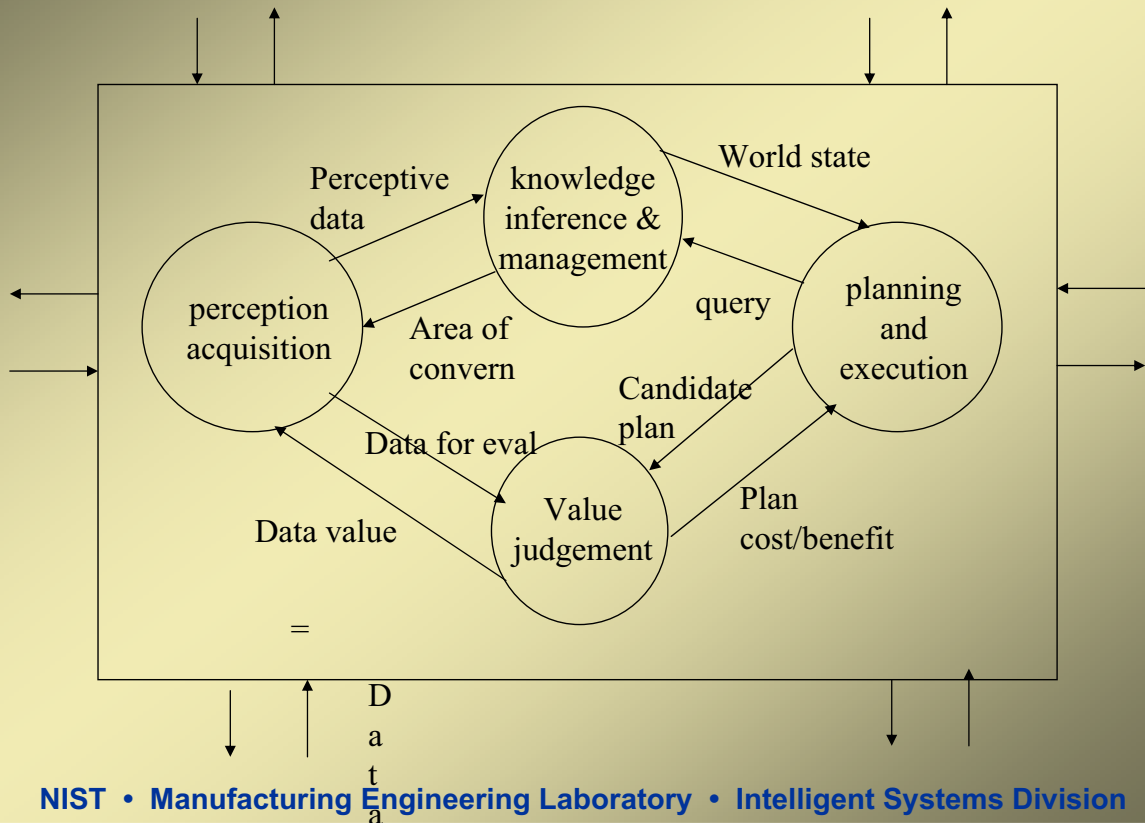 World state
Perceptive
data
knowledge
inference &
management
perception
acquisition
Area of
convern
query
planning
and
execution
Candidate
plan
Data for eval
Data value
Value
judgement
Plan
cost/benefit
=
D
a
t
a
NIST • Manufacturing Engineering Laboratory • Intelligent Systems Division